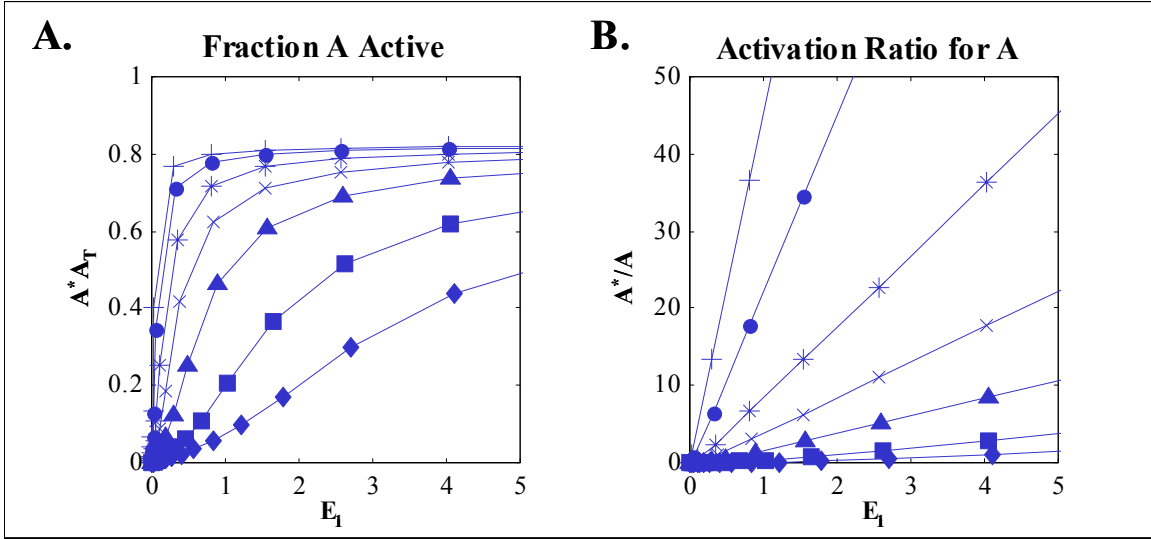 A.
Fraction A Active
A*A_T
1
0.8
0.6
0.4
0.2
0
0 1 2 3 4 5
E_1
B.
Activation Ratio for A
A*/A
50
40
30
20
10
0
0 1 2 3 4 5
E_1